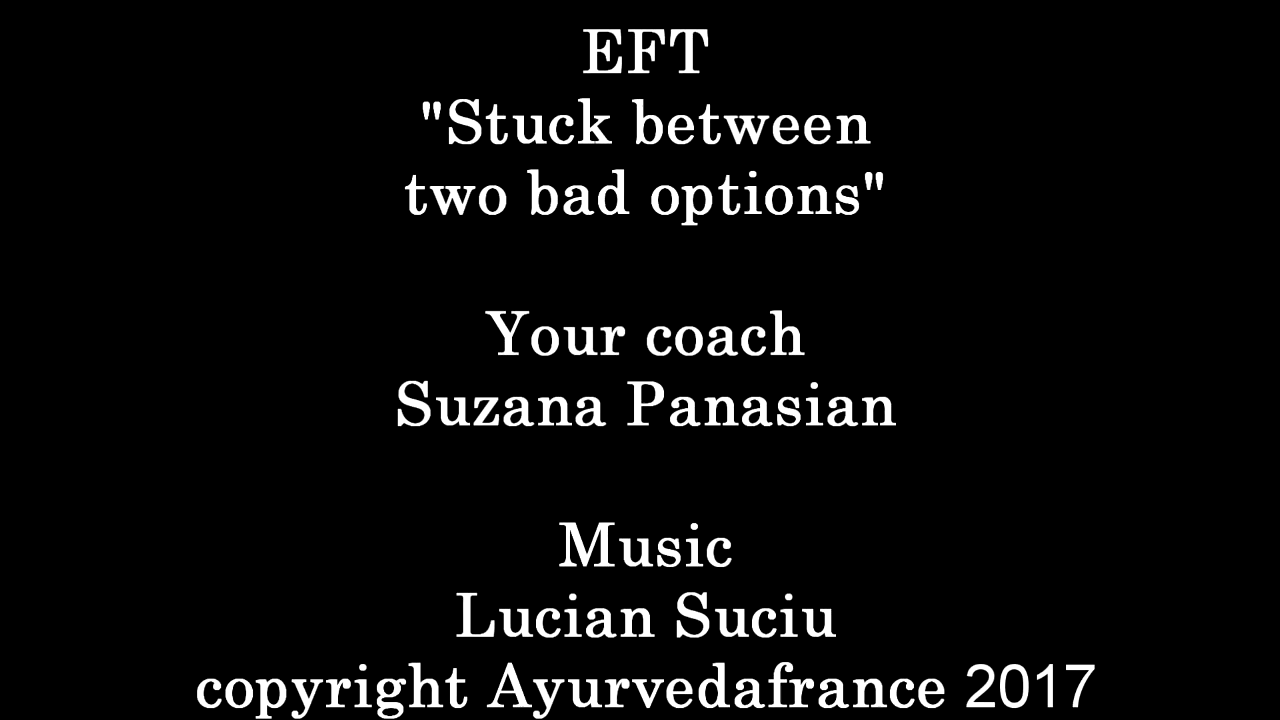 EFT
"Stuck between
two bad options"
Your coach
Suzana Panasian
Music
Lucian Suciu
copyright Ayurvedafrance 2017